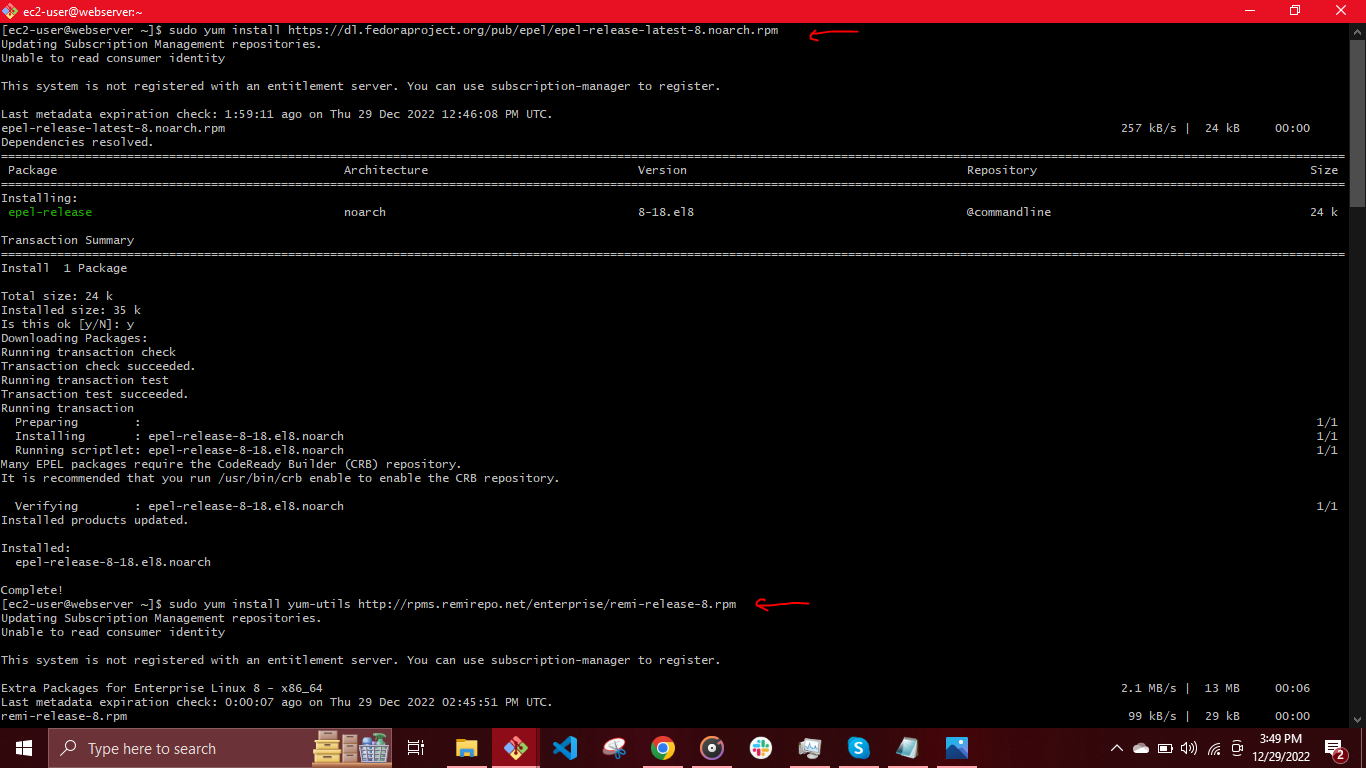 ec2-user@webserver:~
[ec2-user@webserver ~]$ sudo yum install https://dl.fedoraproject.org/pub/epel/epel-release-latest-8.noarch.rpm
Updating Subscription Management repositories.
Unable to read consumer identity
This system is not registered with an entitlement server. You can use subscription-manager to register.
Last metadata expiration check: 1:59:11 ago on Thu 29 Dec 2022 12:46:08 PM UTC.
epel-release-latest-8.noarch.rpm 257 kB/s | 24 kB 00:00
Dependencies resolved.
Package Architecture Version Repository Size
Installing:
epel-release noarch 8-18.el8 @commandline 24 k
Transaction Summary
Install 1 Package
Total size: 24 k
Installed size: 35 k
Is this ok [y/N]: y
Downloading Packages:
Running transaction check
Transaction check succeeded.
Running transaction test
Transaction test succeeded.
Running transaction
Preparing : 1/1
Installing : epel-release-8-18.el8.noarch 1/1
Running scriptlet: epel-release-8-18.el8.noarch 1/1
Many EPEL packages require the CodeReady Builder (CRB) repository.
It is recommended that you run /usr/bin/crb enable to enable the CRB repository.
Verifying : epel-release-8-18.el8.noarch 1/1
Installed products updated.
Installed:
epel-release-8-18.el8.noarch
Complete!
[ec2-user@webserver ~]$ sudo yum install yum-utils http://rpms.remirepo.net/enterprise/remi-release-8.rpm
Updating Subscription Management repositories.
Unable to read consumer identity
This system is not registered with an entitlement server. You can use subscription-manager to register.
Extra Packages for Enterprise Linux 8 - x86_64 2.1 MB/s | 13 MB 00:06
Last metadata expiration check: 0:00:07 ago on Thu 29 Dec 2022 02:45:51 PM UTC.
remi-release-8.rpm 99 kB/s | 29 kB 00:00
Type here to search
3:49 PM
12/29/2022
2